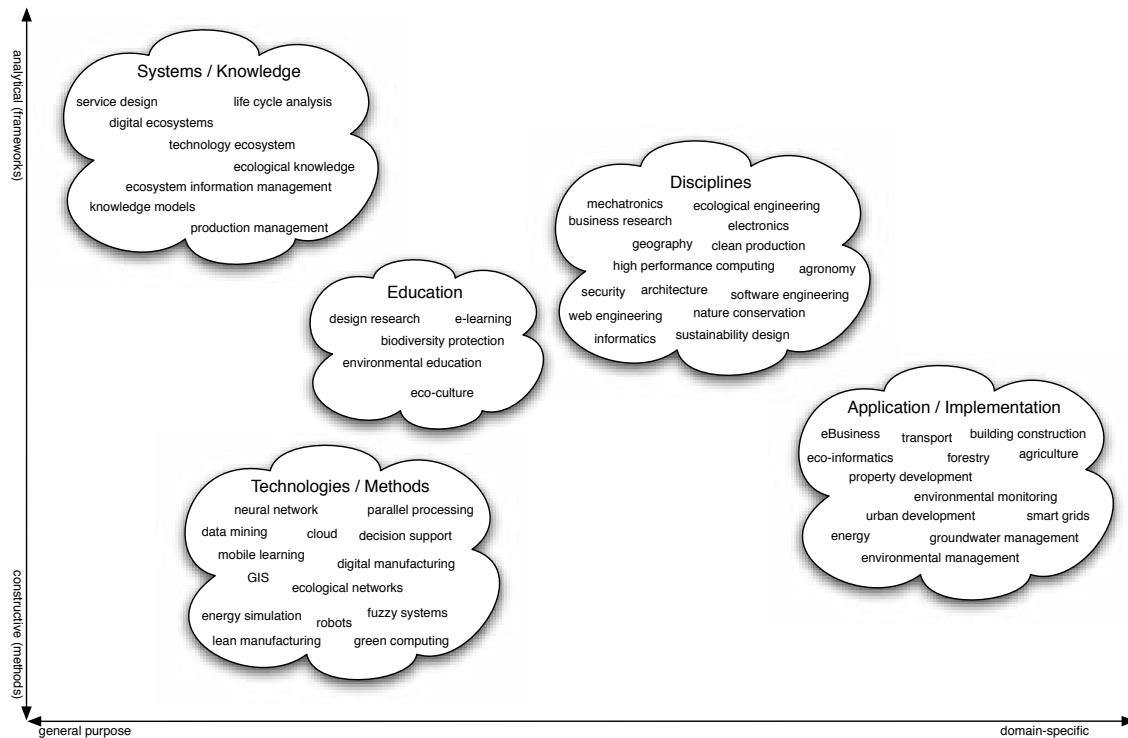 analytical (frameworks)
Systems / Knowledge
service design
life cycle analysis
digital ecosystems
technology ecosystem
ecological knowledge
ecosystem information management
knowledge models
production management
Disciplines
mechatronics
ecological engineering
business research
electronics
geography
clean production
high performance computing
agronomy
security
architecture
software engineering
web engineering
nature conservation
informatics
sustainability design
Education
design research
e-learning
biodiversity protection
environmental education
eco-culture
Application / Implementation
eBusiness
transport
building construction
eco-informatics
forestry
agriculture
property development
environmental monitoring
urban development
smart grids
energy
groundwater management
environmental management
Technologies / Methods
neural network
parallel processing
data mining
cloud
decision support
mobile learning
digital manufacturing
GIS
ecological networks
energy simulation
robots
fuzzy systems
lean manufacturing
green computing
constructive (methods)
general purpose
domain-specific